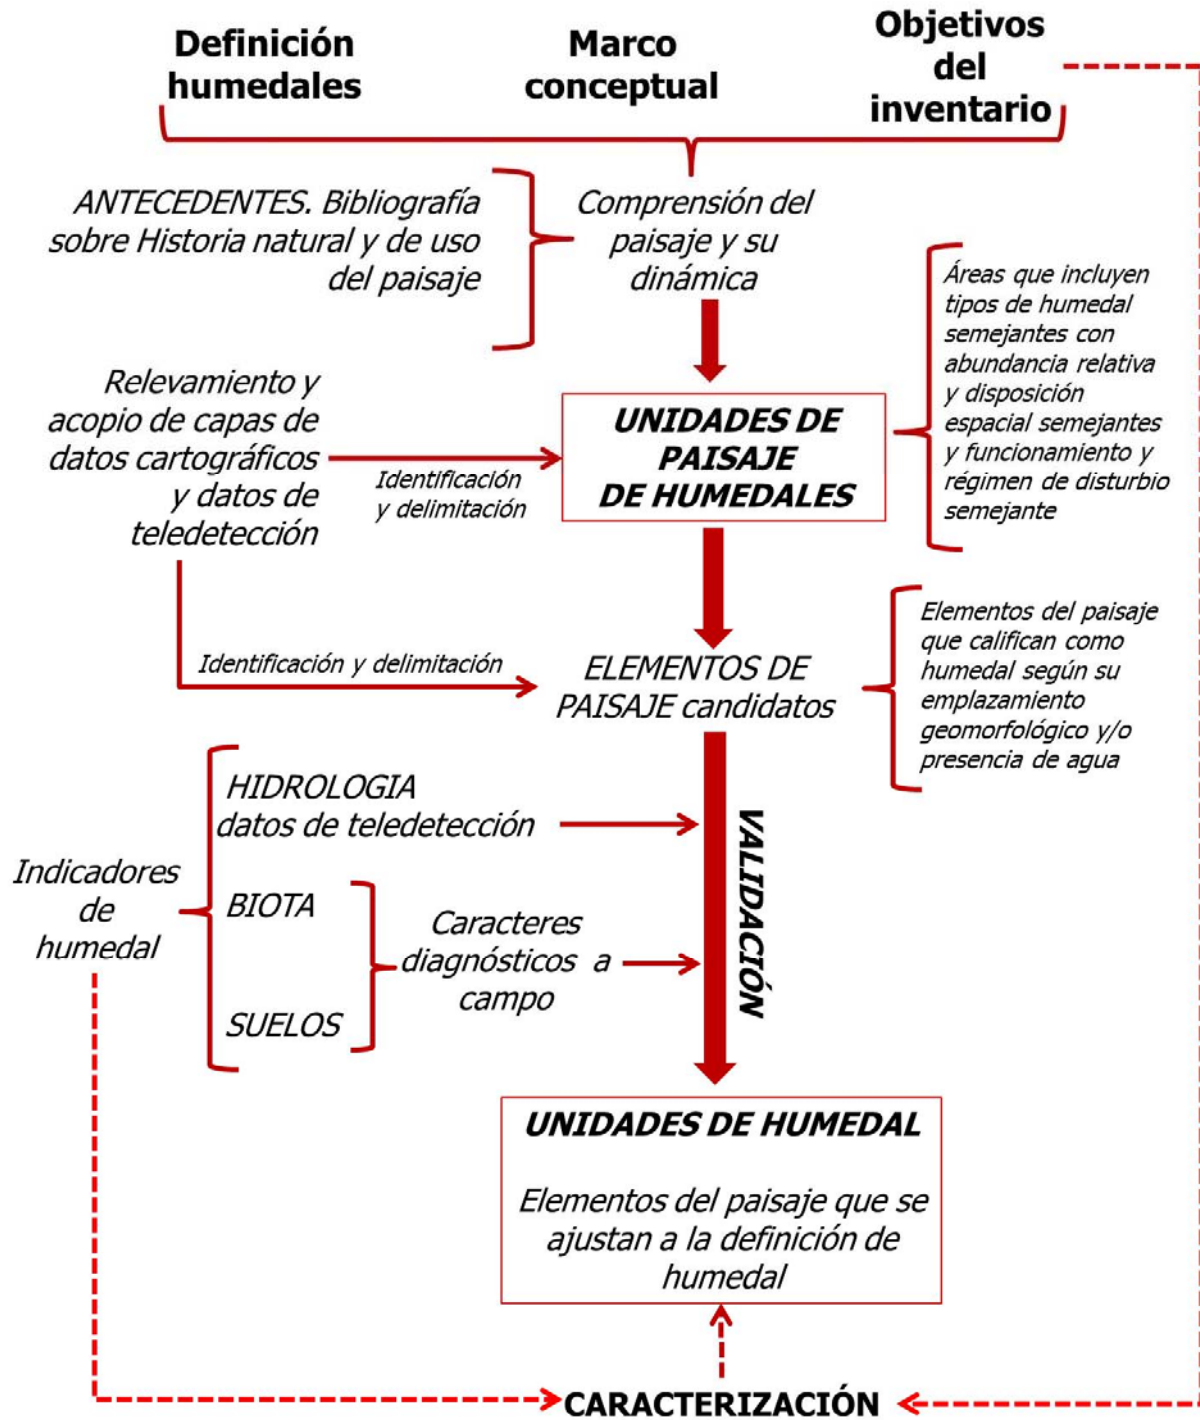 Definición
humedales
Marco
conceptual
Objetivos
del
inventario
ANTECEDENTES. Bibliografía
sobre Historia natural y de uso
del paisaje
Comprensión del
paisaje y su
dinámica
Áreas que incluyen
tipos de humedal
semejantes con
abundancia relativa
y disposición
espacial semejantes
y funcionamiento y
régimen de disturbio
semejante
Relevamiento y
acopio de capas de
datos cartográficos
y datos de
teledetección
Identificación
y delimitación
UNIDADES DE
PAISAJE
DE HUMEDALES
Identificación y delimitación
ELEMENTOS DE
PAISAJE candidatos
Elementos del paisaje
que califican como
humedal según su
emplazamiento
geomorfológico y/o
presencia de agua
Indicadores
de
humedal
HIDROLOGIA
datos de teledetección
BIOTA
SUELOS
Caracteres
diagnósticos a
campo
VALIDACIÓN
UNIDADES DE HUMEDAL
Elementos del paisaje que se
ajustan a la definición de
humedal
CARACTERIZACIÓN